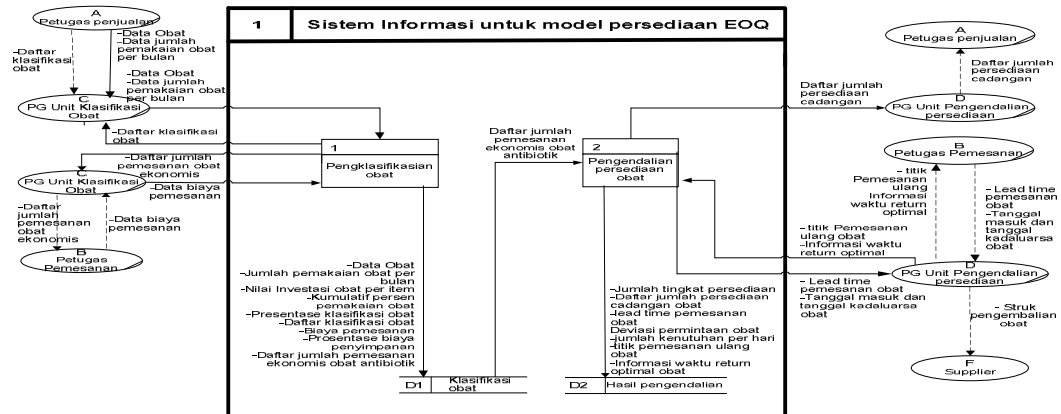 1
Sistem Informasi untuk model persediaan EOQ
A
Petugas penjualan
-Daftar
klasifikasi
obat
-Data Obat
-Data jumlah
pemakaian obat
per bulan
-Data Obat
-Data jumlah
pemakaian obat
per bulan
C
PG Unit Klasifikasi
Obat
-Daftar klasifikasi
obat
-Daftar jumlah
pemesanan obat
ekonomis
C
PG Unit Klasifikasi
Obat
-Data biaya
pemesanan
-Daftar
jumlah
pemesanan
obat
ekonomis
-Data biaya
pemesanan
B
Petugas
Pemesanan
1
Pengklasifikasian
obat
Daftar jumlah
pemesanan
ekonomis obat
antibiotik
2
Pengendalian
persediaan
obat
-Data Obat
-Jumlah pemakaian obat per
bulan
-Nilai Investasi obat per item
-Kumulatif persen
pemakaian obat
-Presentase klasifikasi obat
-Daftar klasifikasi obat
-Biaya pemesanan
-Prosentase biaya
penyimpanan
-Daftar jumlah pemesanan
ekonomis obat antibiotik
D1
Klasifikasi
obat
-Jumlah tingkat persediaan
-Daftar jumlah persediaan
cadangan obat
-lead time pemesanan
obat
Deviasi permintaan obat
-jumlah kenutuhan per hari
-titik pemesanan ulang
obat
-Informasi waktu return
optimal obat
D2
Hasil pengendalian
A
Petugas penjualan
Daftar jumlah
persediaan
cadangan
Daftar jumlah
persediaan
cadangan
D
PG Unit Pengendalian
persediaan
B
Petugas Pemesanan
- titik
Pemesanan
ulang
Informasi
waktu return
optimal
- Lead time
pemesanan
obat
-Tanggal
masuk dan
tanggal
kadaluarsa
obat
- titik Pemesanan
ulang obat
-Informasi waktu
return optimal
D
PG Unit Pengendalian
persediaan
- Lead time
pemesanan obat
-Tanggal masuk dan
tanggal kadaluarsa
obat
- Struk
pengembalian
obat
F
Supplier